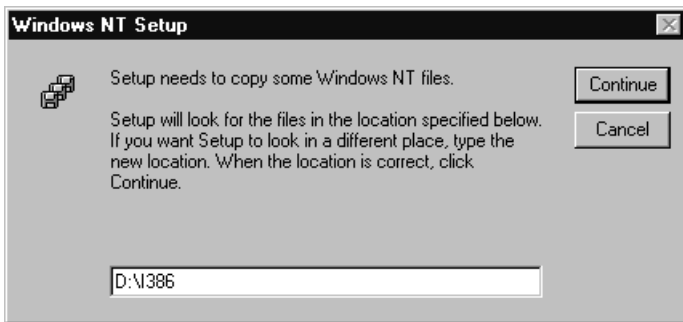 Windows NT Setup
Setup needs to copy some Windows NT files.
Setup will look for the files in the location specified below.
If you want Setup to look in a different place, type the
new location. When the location is correct, click
Continue.
Continue
Cancel
D:\I386